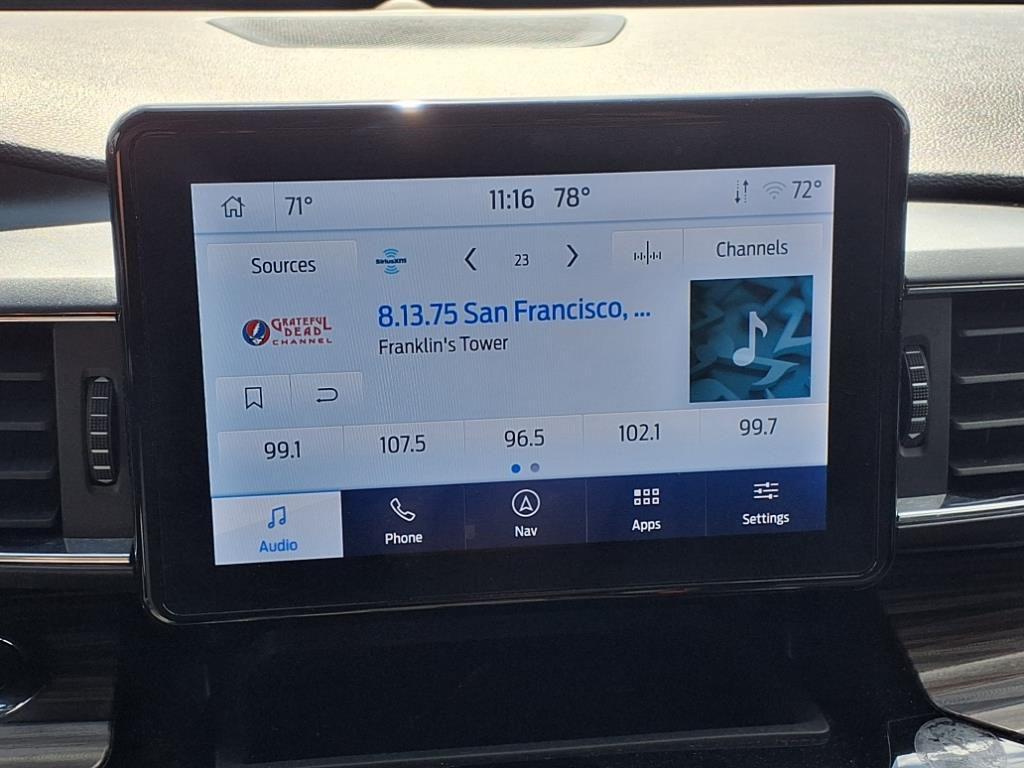 71° 11:16 78° 72°
Sources SiriusXM 23 Channels
GRATEFUL DEAD CHANNEL
8.13.75 San Francisco, ...
Franklin's Tower
99.1 107.5 96.5 102.1 99.7
Audio Phone Nav Apps Settings